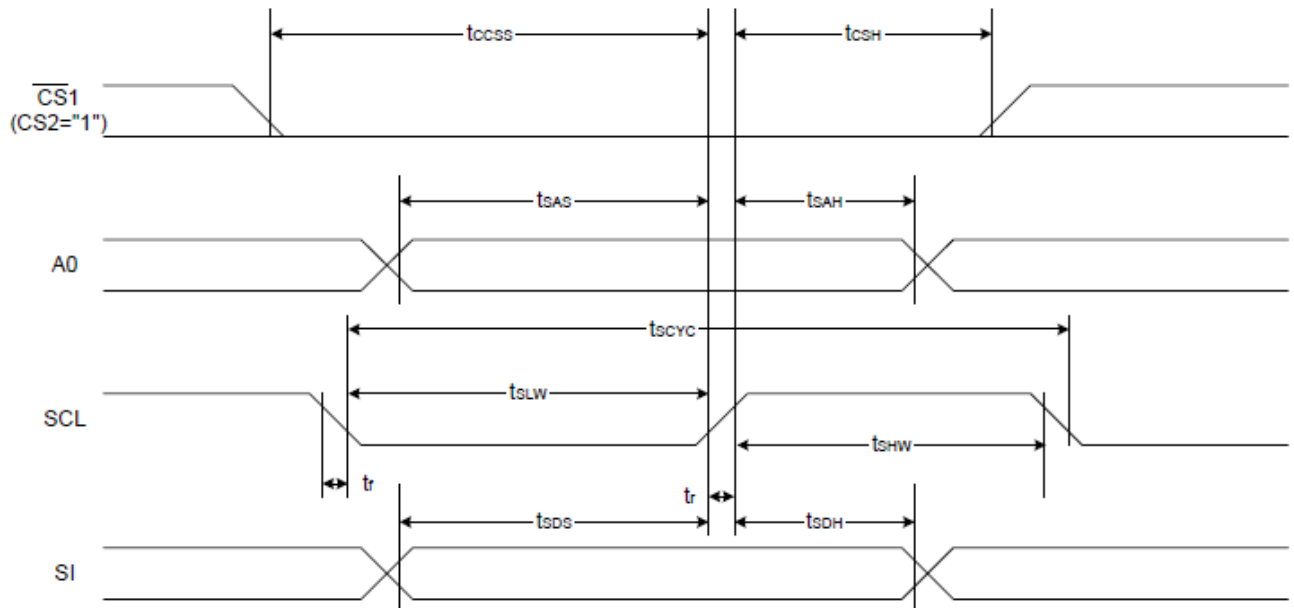 tCCSS
tCSH
CS1
(CS2="1")
tSAS
tSAH
A0
tSCYC
tSLW
SCL
tSHW
tr
tr
tSDS
tSDH
SI